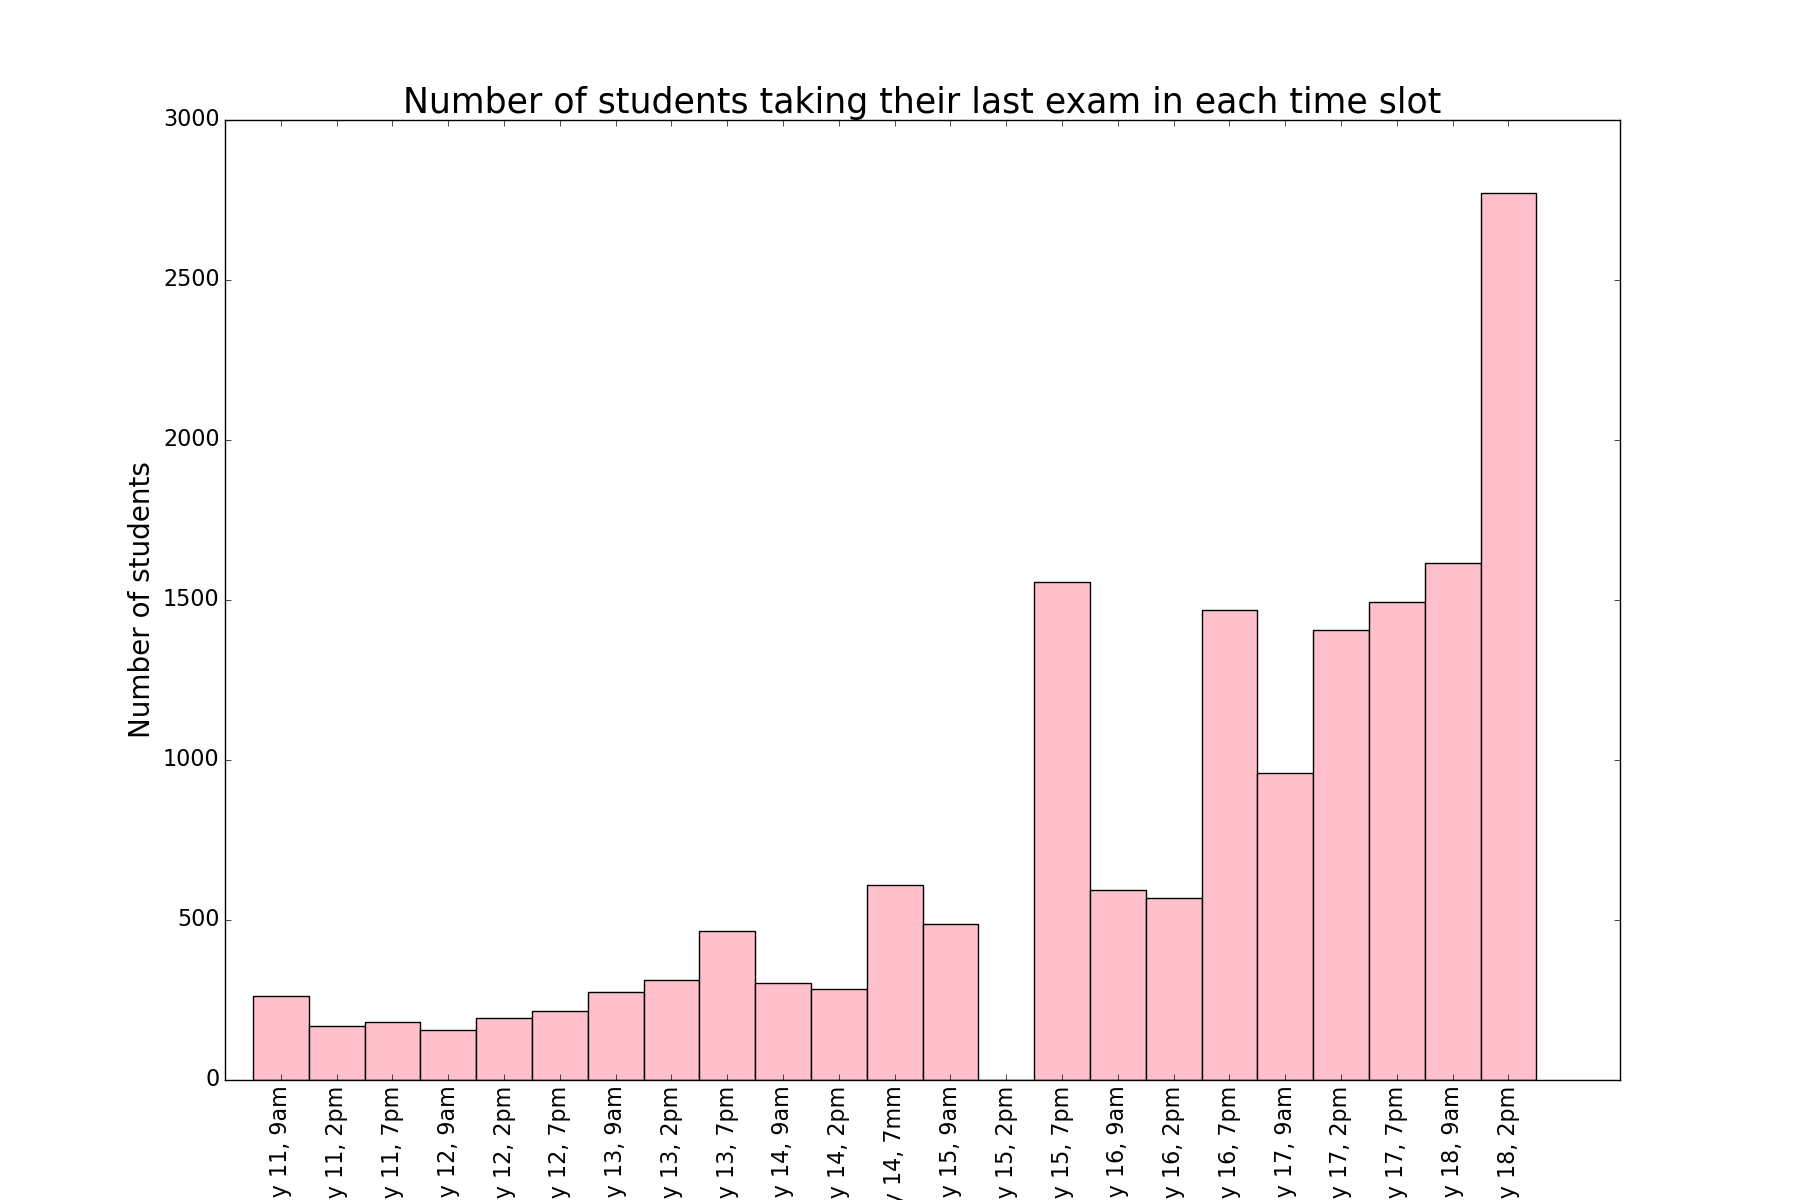 Number of students taking their last exam in each time slot
Number of students
3000
2500
2000
1500
1000
500
0
y 11, 9am
y 11, 2pm
y 11, 7pm
y 12, 9am
y 12, 2pm
y 12, 7pm
y 13, 9am
y 13, 2pm
y 13, 7pm
y 14, 9am
y 14, 2pm
y 14, 7mm
y 15, 9am
y 15, 2pm
y 15, 7pm
y 16, 9am
y 16, 2pm
y 16, 7pm
y 17, 9am
y 17, 2pm
y 17, 7pm
y 18, 9am
y 18, 2pm